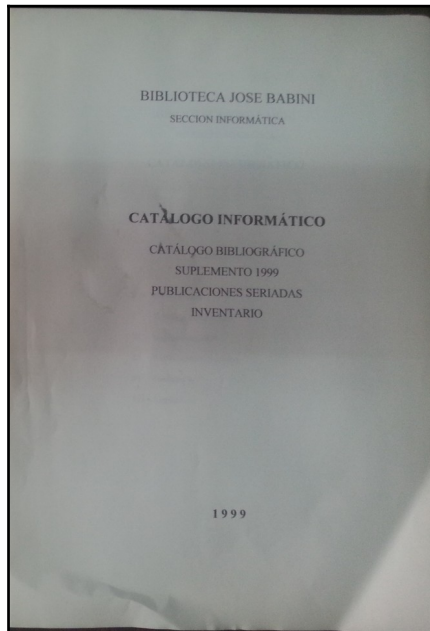 BIBLIOTECA JOSE BABINI
SECCION INFORMÁTICA
CATÁLOGO INFORMÁTICO
CATÁLOGO BIBLIOGRÁFICO
SUPLEMENTO 1999
PUBLICACIONES SERIADAS
INVENTARIO
1999